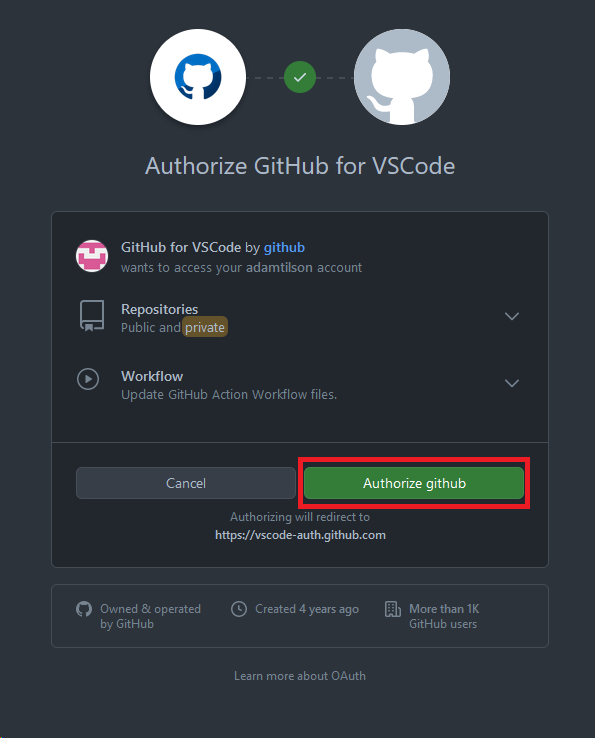 Authorize GitHub for VSCode
GitHub for VSCode by github
wants to access your adamtilson account
Repositories
Public and private
Workflow
Update GitHub Action Workflow files.
Cancel
Authorize github
Authorizing will redirect to
https://vscode-auth.github.com
Owned & operated
by GitHub
Created 4 years ago
More than 1K
GitHub users
Learn more about OAuth